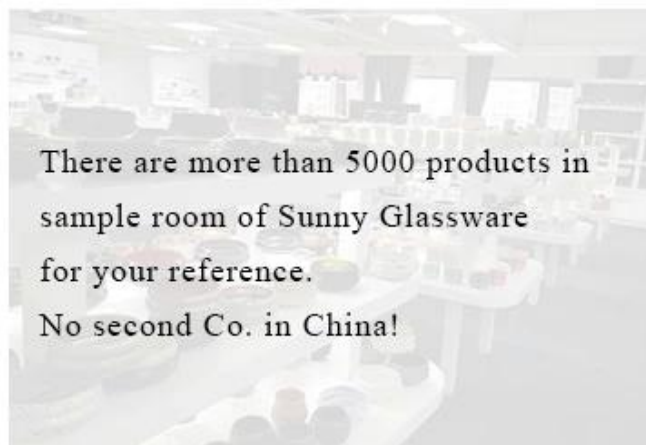 There are more than 5000 products in
sample room of Sunny Glassware
for your reference.
No second Co. in China!